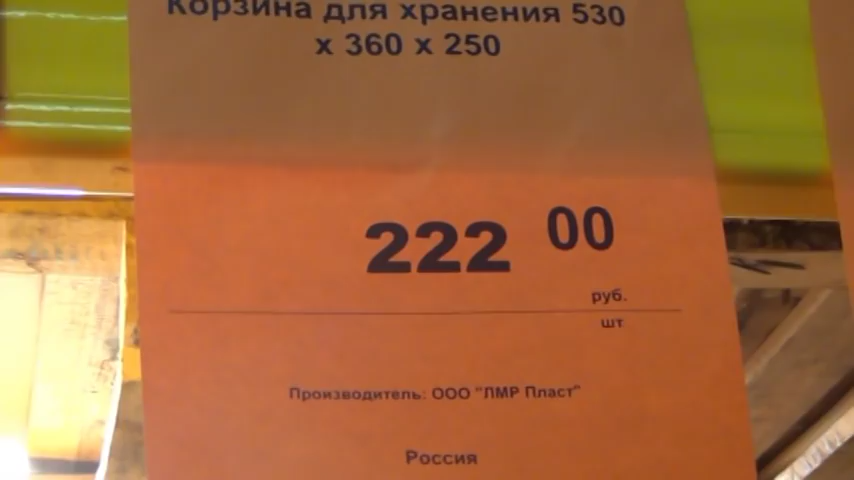 Корзина для хранения 530
х 360 х 250
222 00
руб.
шт
Производитель: ООО "ЛМР Пласт"
Россия